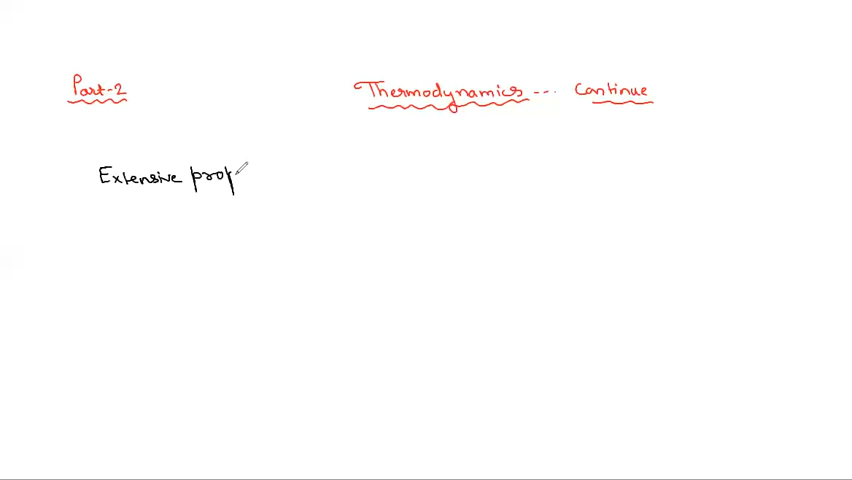 Part-2 Thermodynamics --- Continue
Extensive prop